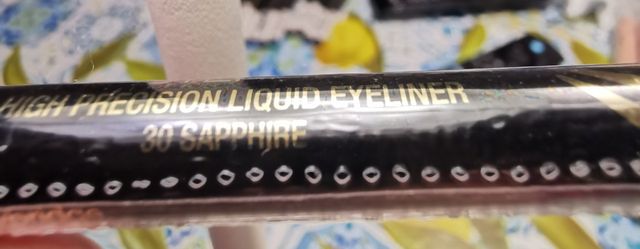 HIGH PRECISION LIQUID EYELINER
30 SAPPHIRE